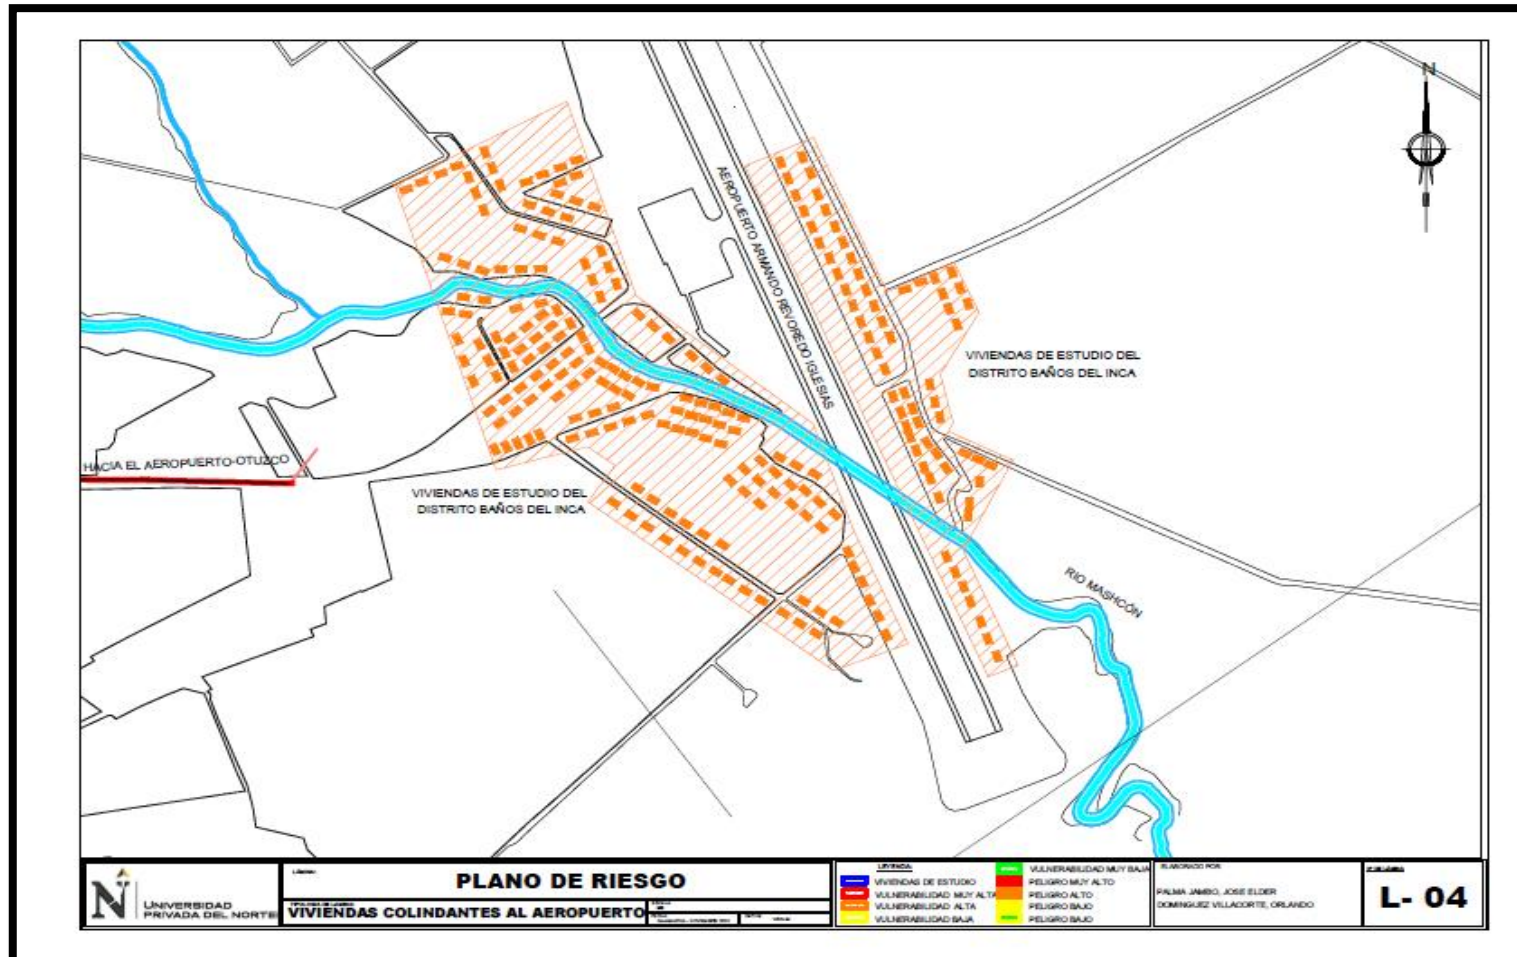 N
AEROPUERTO ARMANDO REVOREDO IGLESIAS
VIVIENDAS DE ESTUDIO DEL
DISTRITO BAÑOS DEL INCA
HACIA EL AEROPUERTO-OTUZCO
VIVIENDAS DE ESTUDIO DEL
DISTRITO BAÑOS DEL INCA
RIO MASHCÓN
N
UNIVERSIDAD
PRIVADA DEL NORTE
PLANO DE RIESGO
VIVIENDAS COLINDANTES AL AEROPUERTO
LEYENDA:
VIVIENDAS DE ESTUDIO
VULNERABILIDAD MUY ALTA
VULNERABILIDAD ALTA
VULNERABILIDAD BAJA
VULNERABILIDAD MUY BAJA
PELIGRO MUY ALTO
PELIGRO ALTO
PELIGRO BAJO
PELIGRO BAJO
ELABORADO POR:
PALMA JAMBO, JOSE ELDER
DOMINGUEZ VILLACORTE, ORLANDO
L- 04